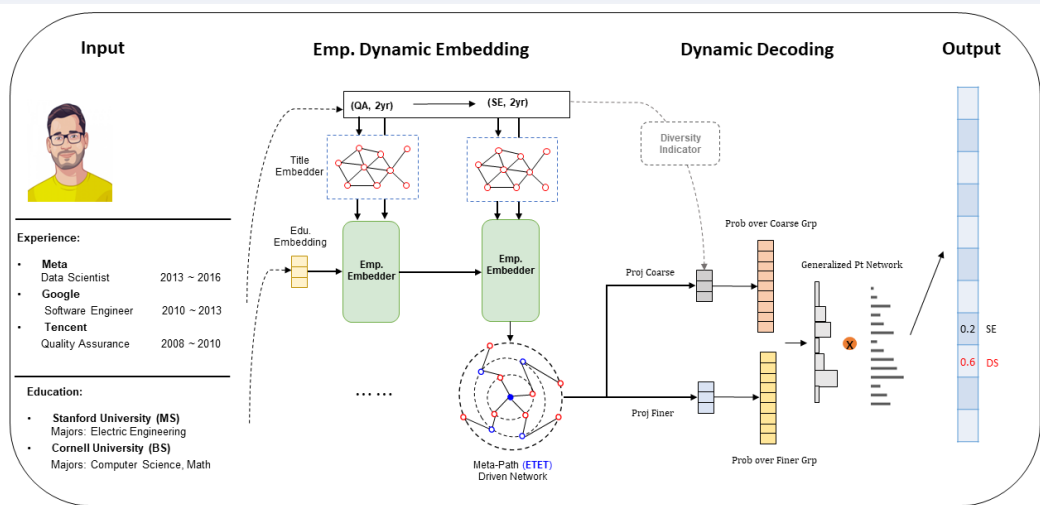 Input
Emp. Dynamic Embedding
Dynamic Decoding
Output
(QA, 2yr)
(SE, 2yr)
Diversity
Indicator
Title
Embedder
Edu.
Embedding
Emp.
Embedder
Emp.
Embedder
Experience:
• Meta
Data Scientist 2013 ~ 2016
• Google
Software Engineer 2010 ~ 2013
• Tencent
Quality Assurance 2008 ~ 2010
Education:
• Stanford University (MS)
Majors: Electric Engineering
• Cornell University (BS)
Majors: Computer Science, Math
... ...
Meta-Path (ETET)
Driven Network
Proj Coarse
Proj Finer
Prob over Coarse Grp
Prob over Finer Grp
Generalized Pt Network
X
0.2 SE
0.6 DS